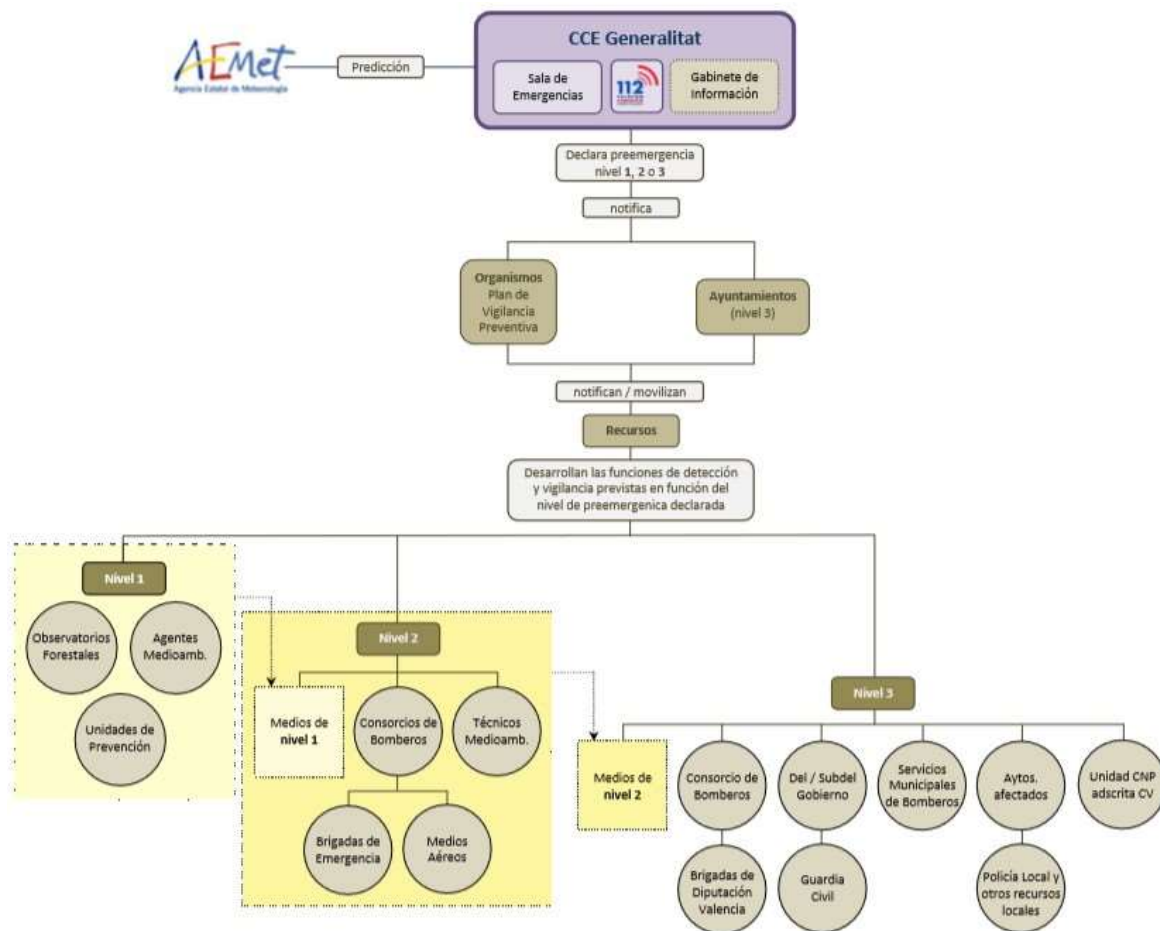 AEMet
Agencia Estatal de Meteorología
Predicción
CCE Generalitat
Sala de
Emergencias
112
Gabinete de
Información
Declara preemergencia
nivel 1, 2 o 3
notifica
Organismos
Plan de
Vigilancia
Preventiva
Ayuntamientos
(nivel 3)
notifican / movilizan
Recursos
Desarrollan las funciones de detección
y vigilancia previstas en función del
nivel de preemergenica declarada
Nivel 1
Observatorios
Forestales
Agentes
Medioamb.
Unidades de
Prevención
Nivel 2
Medios de
nivel 1
Consorcios de
Bomberos
Técnicos
Medioamb.
Brigadas de
Emergencia
Medios
Aéreos
Nivel 3
Medios de
nivel 2
Consorcio de
Bomberos
Del / Subdel
Gobierno
Servicios
Municipales
de Bomberos
Aytos.
afectados
Unidad CNP
adscrita CV
Brigadas de
Diputación
Valencia
Guardia
Civil
Policía Local y
otros recursos
locales